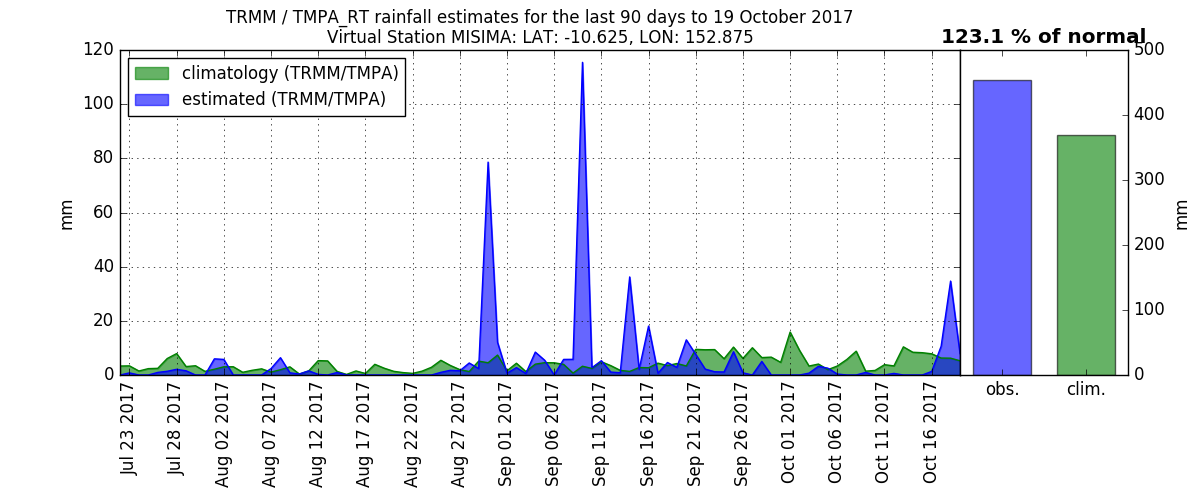 TRMM / TMPA_RT rainfall estimates for the last 90 days to 19 October 2017
Virtual Station MISIMA: LAT: -10.625, LON: 152.875
123.1 % of normal
climatology (TRMM/TMPA)
estimated (TRMM/TMPA)
120
100
80
60
40
20
0
mm
Jul 23 2017
Jul 28 2017
Aug 02 2017
Aug 07 2017
Aug 12 2017
Aug 17 2017
Aug 22 2017
Aug 27 2017
Sep 01 2017
Sep 06 2017
Sep 11 2017
Sep 16 2017
Sep 21 2017
Sep 26 2017
Oct 01 2017
Oct 06 2017
Oct 11 2017
Oct 16 2017
obs.
clim.
500
400
300
200
100
0
mm